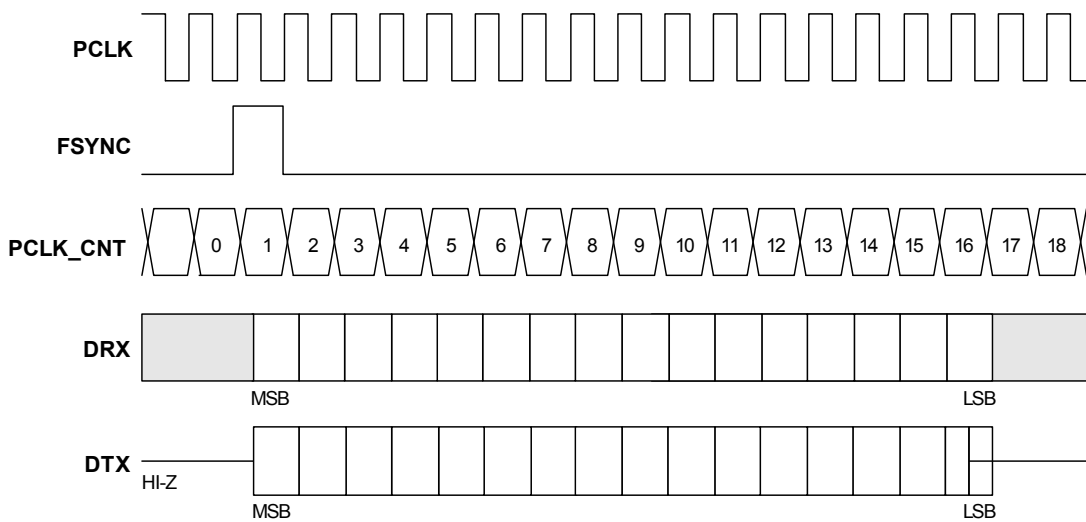 PCLK
FSYNC
PCLK_CNT 0 1 2 3 4 5 6 7 8 9 10 11 12 13 14 15 16 17 18
DRX
MSB LSB
DTX
HI-Z
MSB LSB